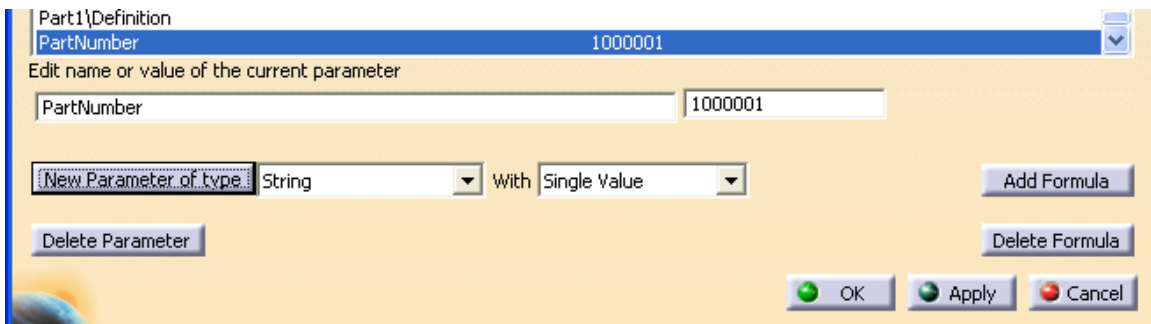 Part1\Definition
PartNumber 1000001
Edit name or value of the current parameter
PartNumber 1000001
New Parameter of type String With Single Value Add Formula
Delete Parameter Delete Formula
OK Apply Cancel